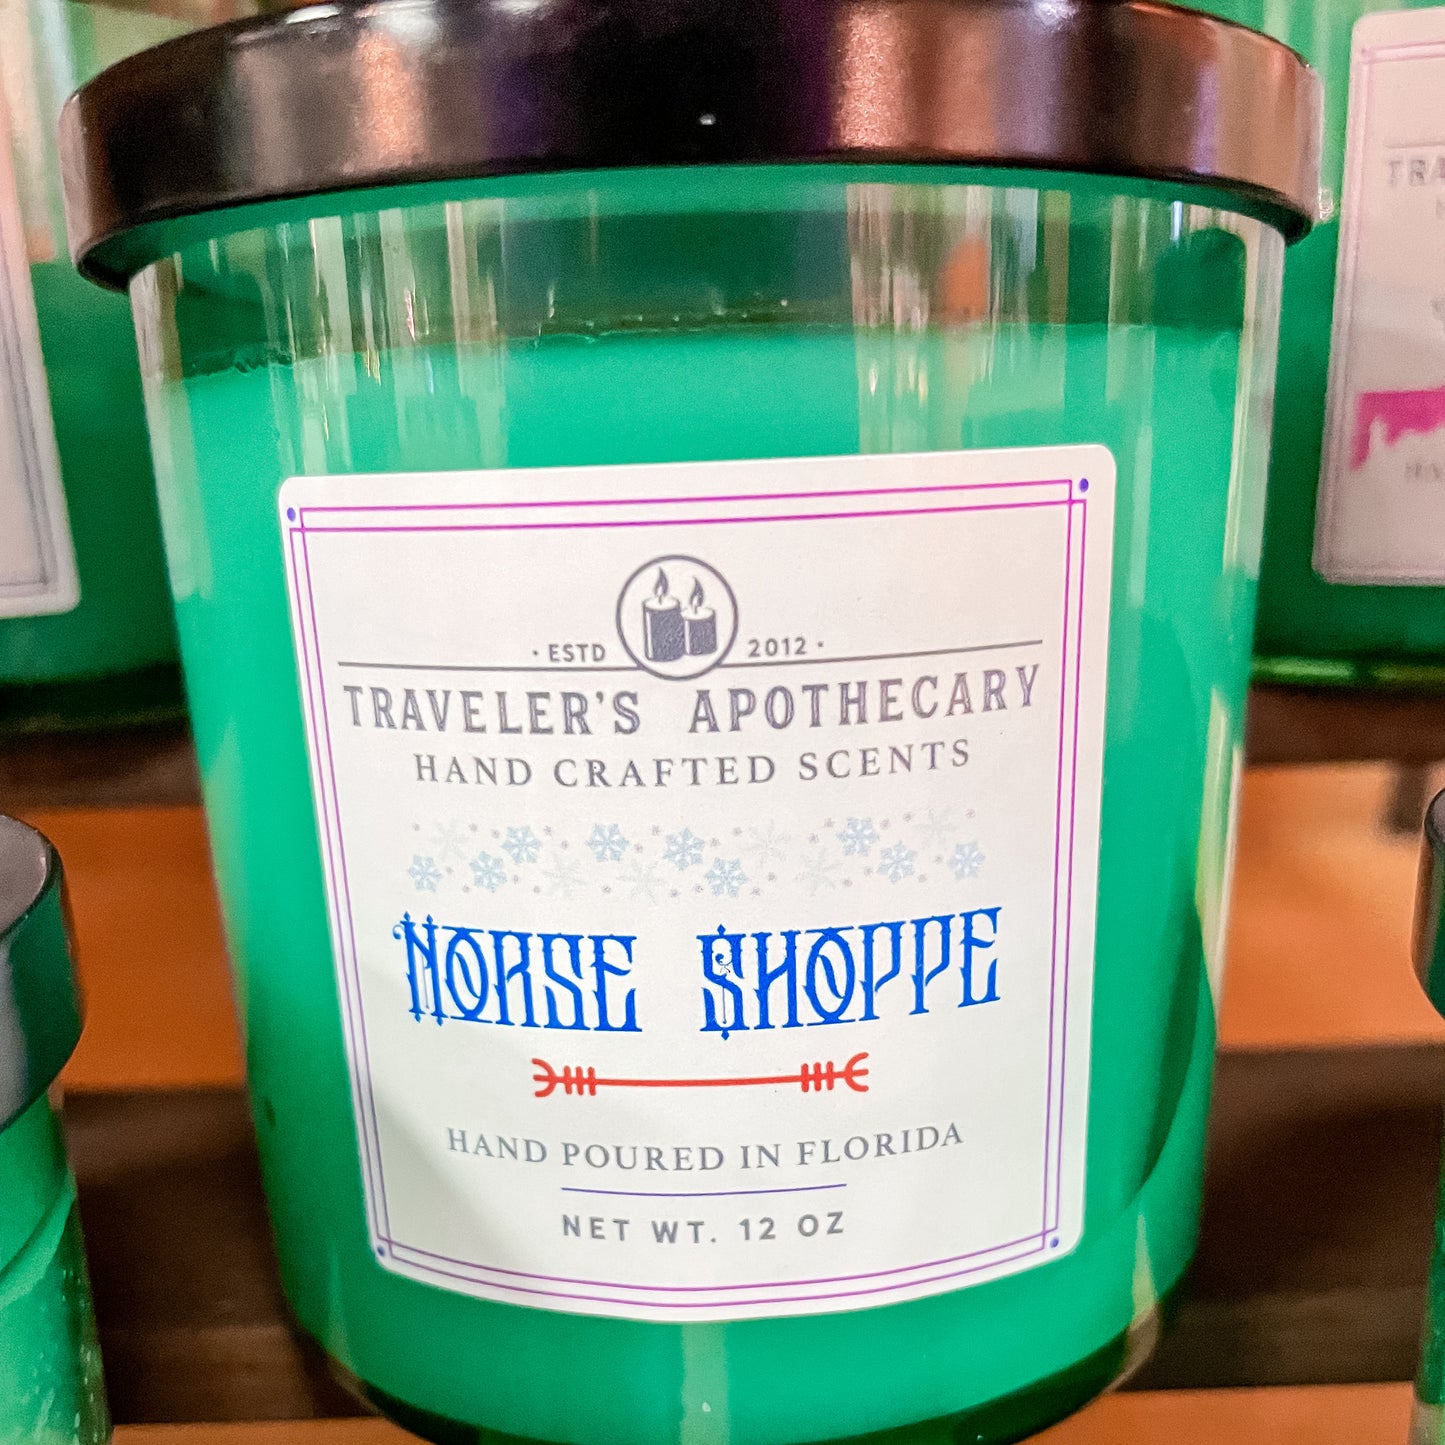 · ESTD 2012 ·
TRAVELER'S APOTHECARY
HAND CRAFTED SCENTS
NORSE SHOPPE
HAND POURED IN FLORIDA
NET WT. 12 OZ